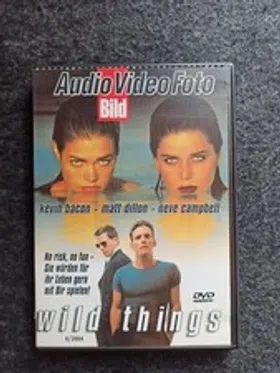 Audio Video Foto
Bild
kevin bacon - matt dillon - neve campbell
No risk, no fun -
Sie würden für
ihr Leben gern
mit Dir spielen!
DVD
wild things
4/2004